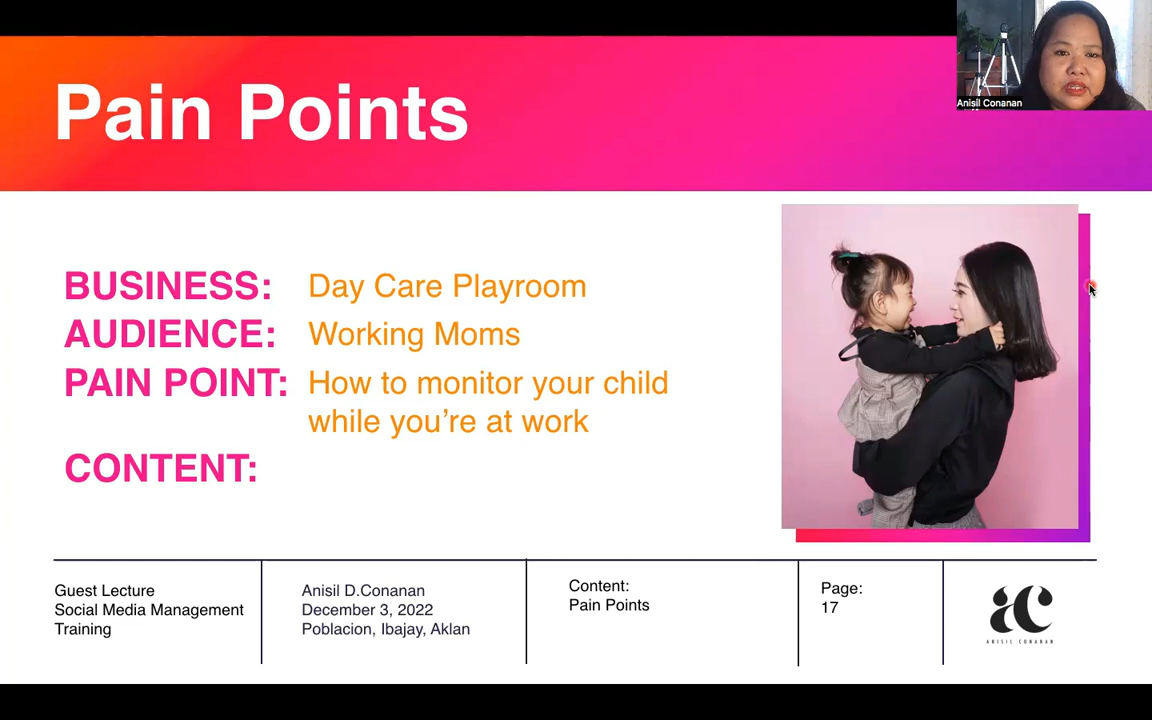 Pain Points
Anisil Conanan
BUSINESS: Day Care Playroom
AUDIENCE: Working Moms
PAIN POINT: How to monitor your child
while you’re at work
CONTENT:
Guest Lecture
Social Media Management
Training
Anisil D.Conanan
December 3, 2022
Poblacion, Ibajay, Aklan
Content:
Pain Points
Page:
17
ac
ANISIL CONANAN